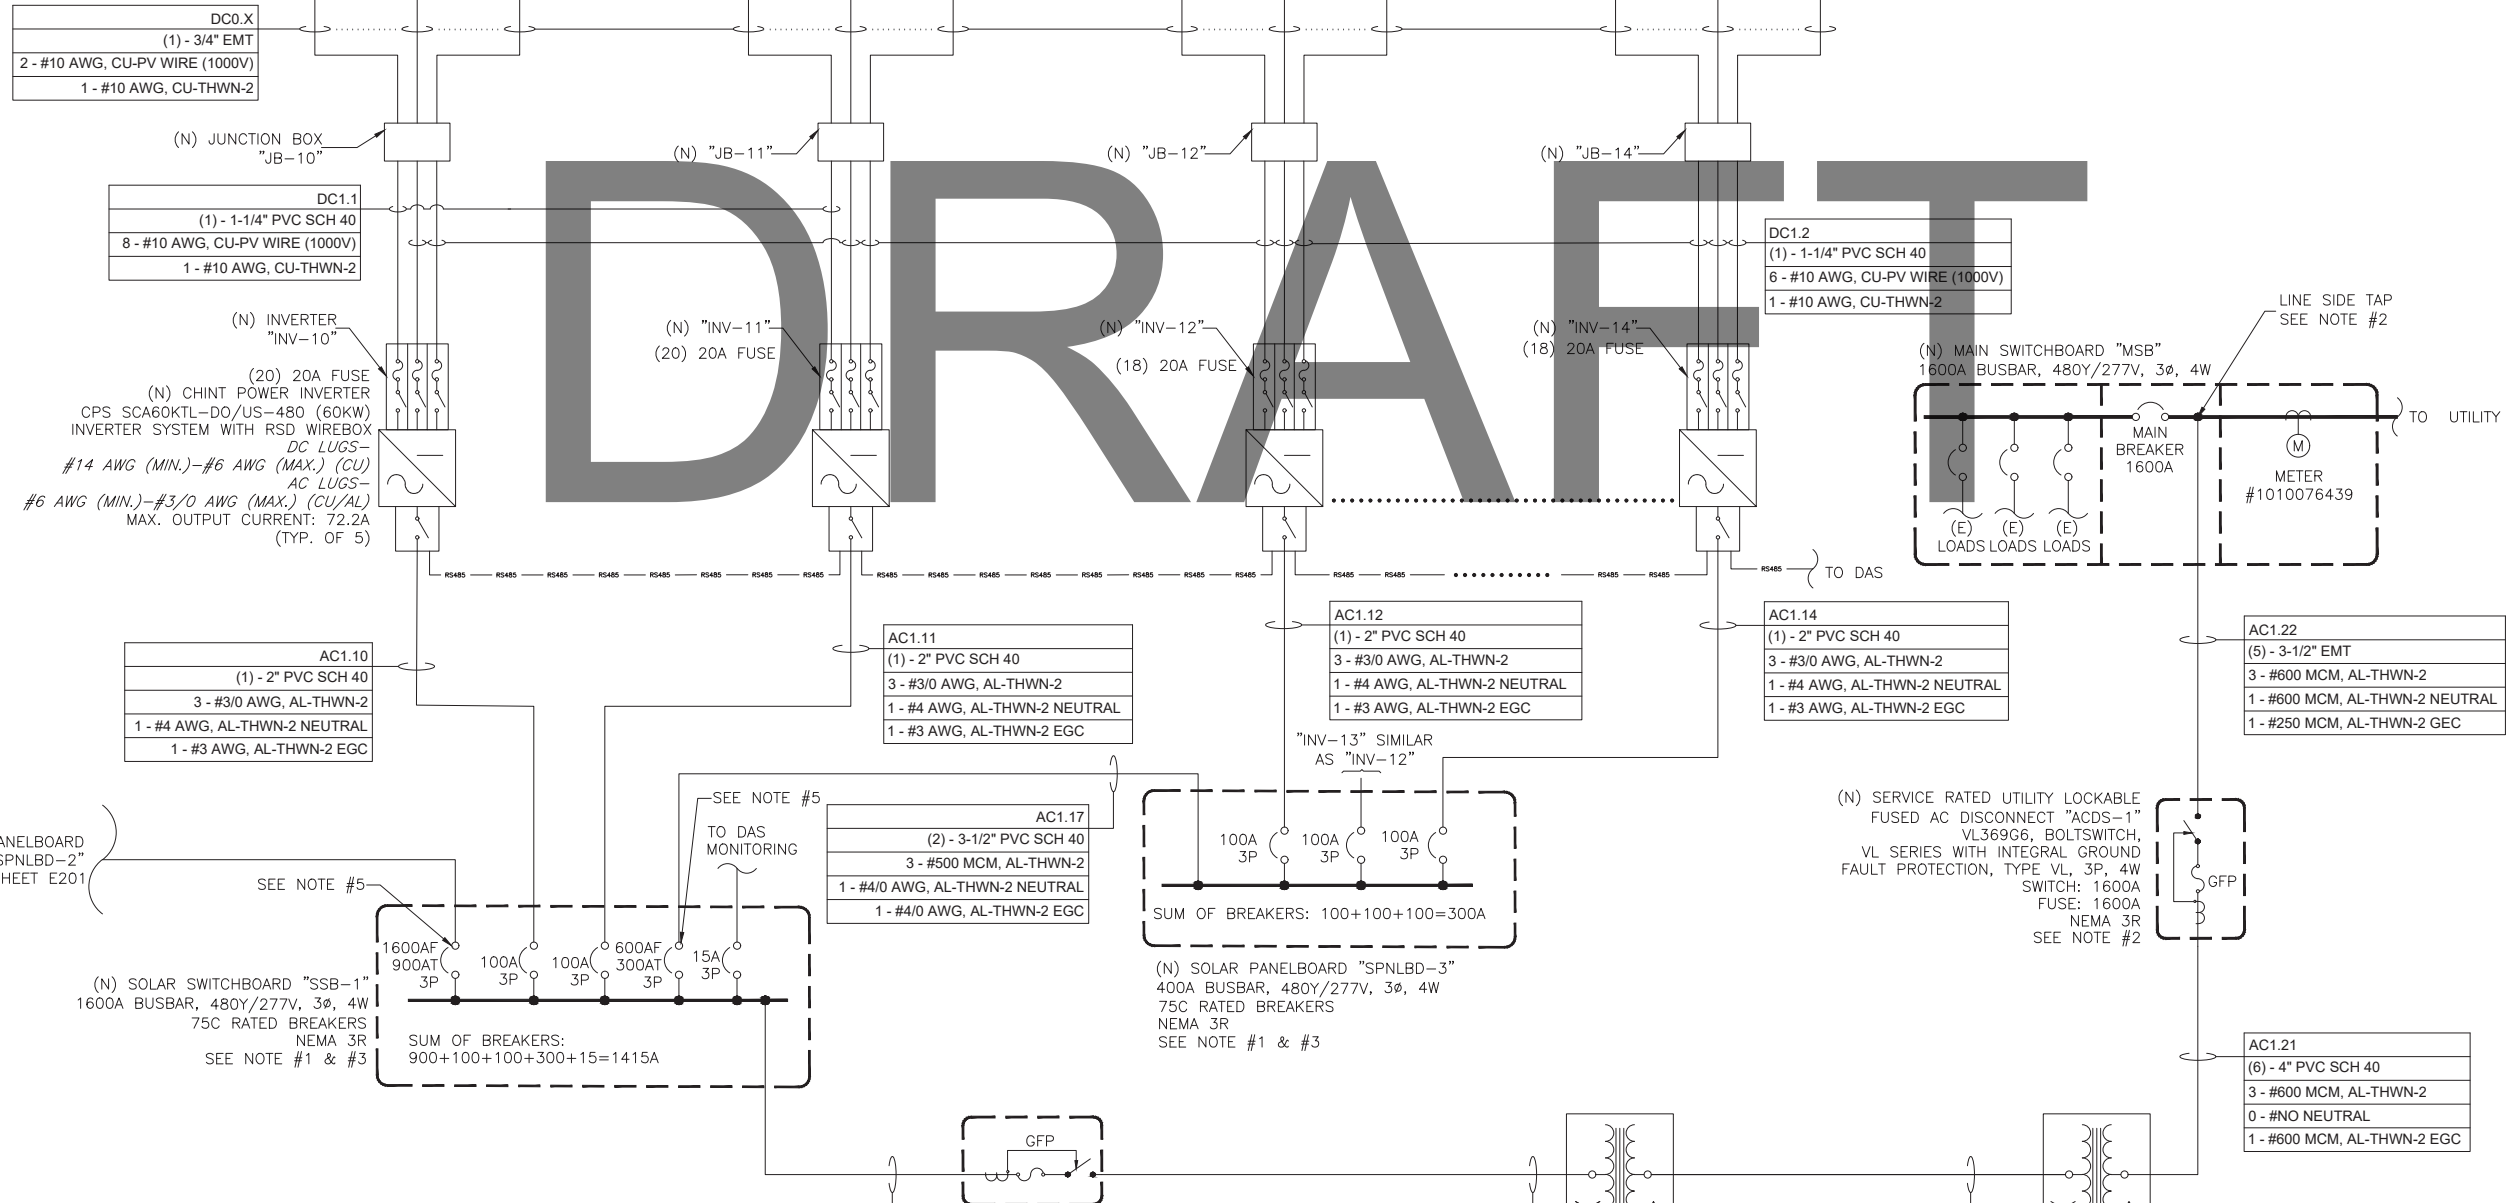 DC0.X
(1) - 3/4" EMT
2 - #10 AWG, CU-PV WIRE (1000V)
1 - #10 AWG, CU-THWN-2
(N) JUNCTION BOX
"JB-10"
(N) "JB-11"
(N) "JB-12"
(N) "JB-14"
DRAFT
DC1.1
(1) - 1-1/4" PVC SCH 40
8 - #10 AWG, CU-PV WIRE (1000V)
1 - #10 AWG, CU-THWN-2
DC1.2
(1) - 1-1/4" PVC SCH 40
6 - #10 AWG, CU-PV WIRE (1000V)
1 - #10 AWG, CU-THWN-2
(N) INVERTER
"INV-10"
(20) 20A FUSE
(N) CHINT POWER INVERTER
CPS SCA60KTL-DO/US-480 (60KW)
INVERTER SYSTEM WITH RSD WIREBOX
DC LUGS-
#14 AWG (MIN.)-#6 AWG (MAX.) (CU)
AC LUGS-
#6 AWG (MIN.)-#3/0 AWG (MAX.) (CU/AL)
MAX. OUTPUT CURRENT: 72.2A
(TYP. OF 5)
(N) "INV-11"
(20) 20A FUSE
(N) "INV-12"
(18) 20A FUSE
(N) "INV-14"
(18) 20A FUSE
LINE SIDE TAP
SEE NOTE #2
(N) MAIN SWITCHBOARD "MSB"
1600A BUSBAR, 480Y/277V, 3ø, 4W
TO UTILITY
MAIN
BREAKER
1600A
M
METER
#1010076439
(E) (E) (E)
LOADS LOADS LOADS
RS485 RS485 RS485 RS485 RS485 RS485 RS485 RS485 RS485 RS485 RS485 RS485 RS485 RS485 RS485 RS485 RS485 RS485 RS485 RS485 RS485
TO DAS
AC1.10
(1) - 2" PVC SCH 40
3 - #3/0 AWG, AL-THWN-2
1 - #4 AWG, AL-THWN-2 NEUTRAL
1 - #3 AWG, AL-THWN-2 EGC
AC1.11
(1) - 2" PVC SCH 40
3 - #3/0 AWG, AL-THWN-2
1 - #4 AWG, AL-THWN-2 NEUTRAL
1 - #3 AWG, AL-THWN-2 EGC
AC1.12
(1) - 2" PVC SCH 40
3 - #3/0 AWG, AL-THWN-2
1 - #4 AWG, AL-THWN-2 NEUTRAL
1 - #3 AWG, AL-THWN-2 EGC
AC1.14
(1) - 2" PVC SCH 40
3 - #3/0 AWG, AL-THWN-2
1 - #4 AWG, AL-THWN-2 NEUTRAL
1 - #3 AWG, AL-THWN-2 EGC
AC1.22
(5) - 3-1/2" EMT
3 - #600 MCM, AL-THWN-2
1 - #600 MCM, AL-THWN-2 NEUTRAL
1 - #250 MCM, AL-THWN-2 GEC
"INV-13" SIMILAR
AS "INV-12"
SEE NOTE #5
TO DAS
MONITORING
AC1.17
(2) - 3-1/2" PVC SCH 40
3 - #500 MCM, AL-THWN-2
1 - #4/0 AWG, AL-THWN-2 NEUTRAL
1 - #4/0 AWG, AL-THWN-2 EGC
100A
3P
100A
3P
100A
3P
SUM OF BREAKERS: 100+100+100=300A
(N) SOLAR PANELBOARD "SPNLBD-3"
400A BUSBAR, 480Y/277V, 3ø, 4W
75C RATED BREAKERS
NEMA 3R
SEE NOTE #1 & #3
(N) SERVICE RATED UTILITY LOCKABLE
FUSED AC DISCONNECT "ACDS-1"
VL369G6, BOLTSWITCH,
VL SERIES WITH INTEGRAL GROUND
FAULT PROTECTION, TYPE VL, 3P, 4W
SWITCH: 1600A
FUSE: 1600A
NEMA 3R
SEE NOTE #2
GFP
ANELBOARD
SPNLBD-2"
HEET E201
SEE NOTE #5
1600AF
900AT
3P
100A
3P
100A
3P
600AF
300AT
3P
15A
3P
(N) SOLAR SWITCHBOARD "SSB-1"
1600A BUSBAR, 480Y/277V, 3ø, 4W
75C RATED BREAKERS
NEMA 3R
SEE NOTE #1 & #3
SUM OF BREAKERS:
900+100+100+300+15=1415A
AC1.21
(6) - 4" PVC SCH 40
3 - #600 MCM, AL-THWN-2
0 - #NO NEUTRAL
1 - #600 MCM, AL-THWN-2 EGC
GFP